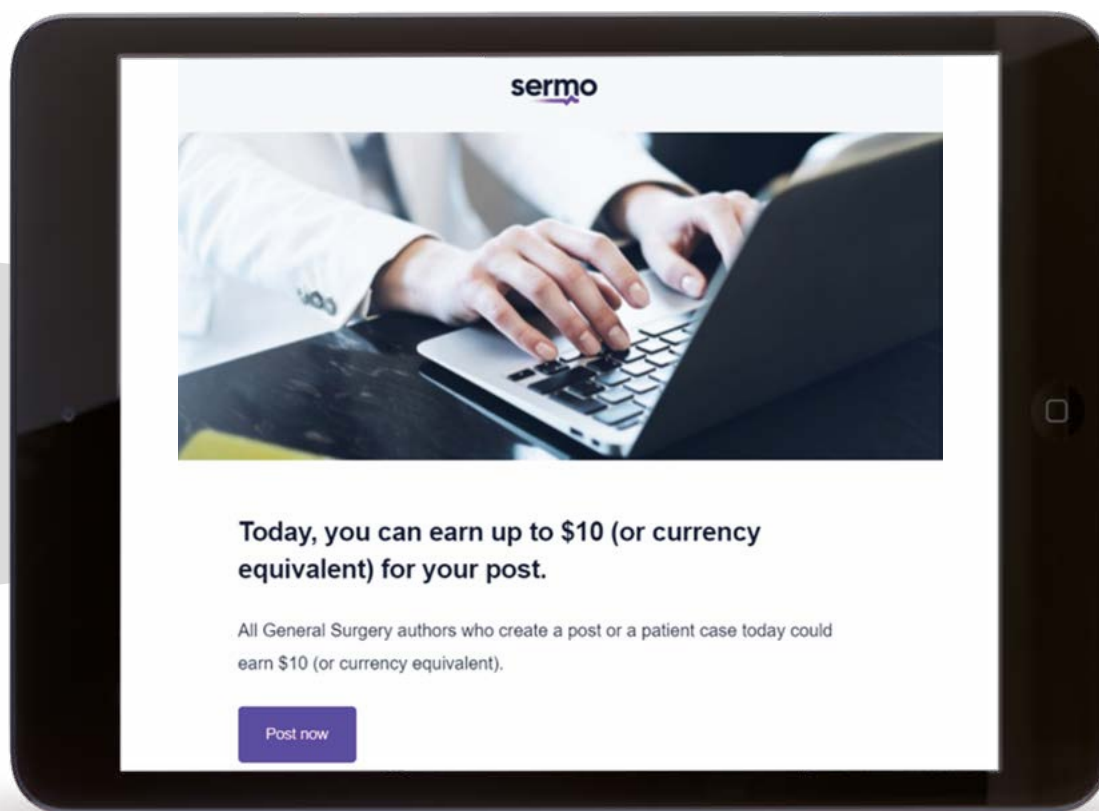 sermo
Today, you can earn up to $10 (or currency
equivalent) for your post.
All General Surgery authors who create a post or a patient case today could
earn $10 (or currency equivalent).
Post now